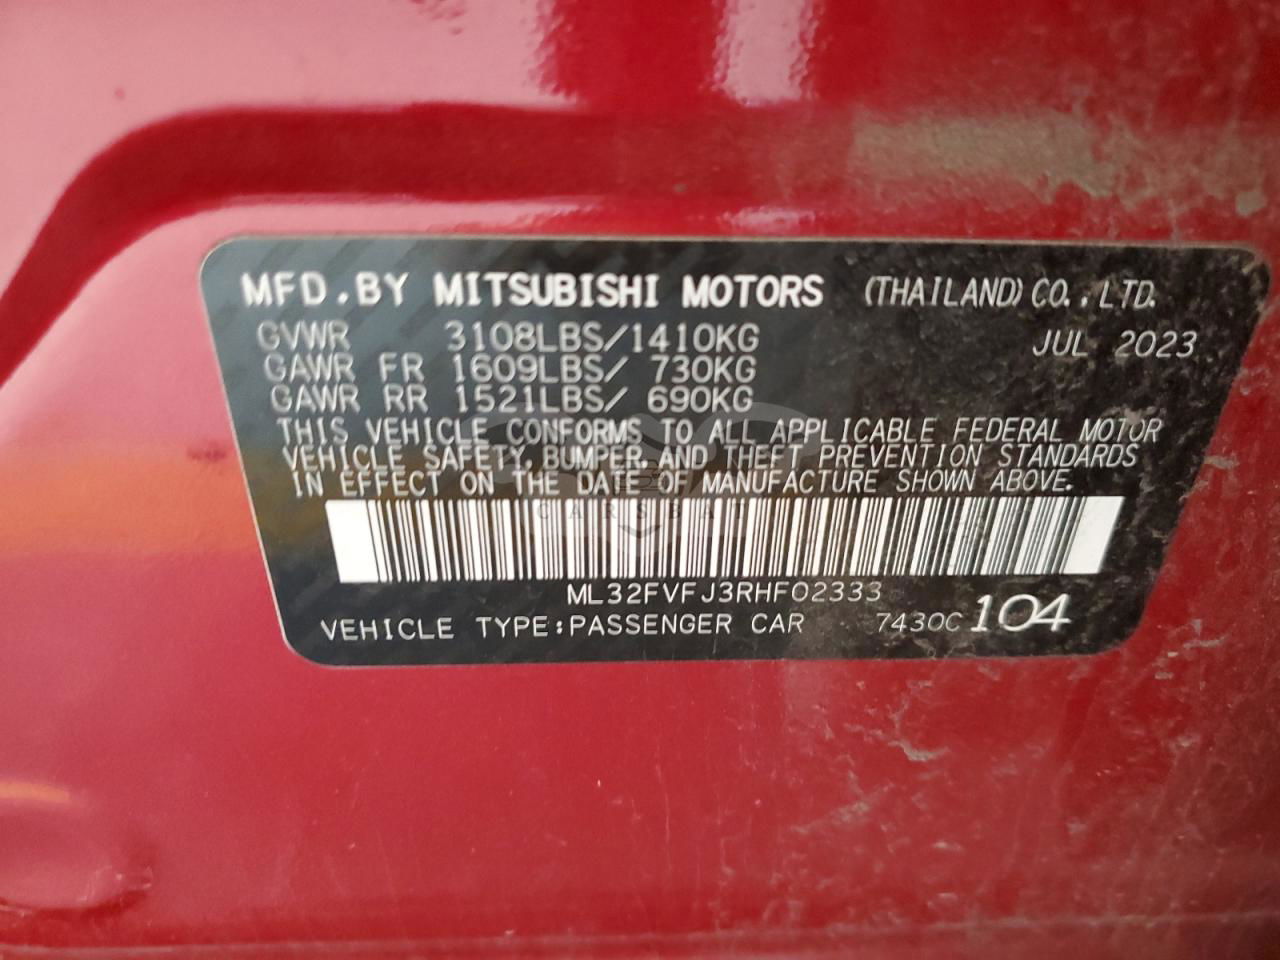 MFD.BY MITSUBISHI MOTORS (THAILAND) CO.,LTD.
GVWR 3108LBS/1410KG JUL 2023
GAWR FR 1609LBS/ 730KG
GAWR RR 1521LBS/ 690KG
THIS VEHICLE CONFORMS TO ALL APPLICABLE FEDERAL MOTOR
VEHICLE SAFETY, BUMPER, AND THEFT PREVENTION STANDARDS
IN EFFECT ON THE DATE OF MANUFACTURE SHOWN ABOVE.
CARSBAT
ML32FVFJ3RHF02333
VEHICLE TYPE:PASSENGER CAR 7430C 104